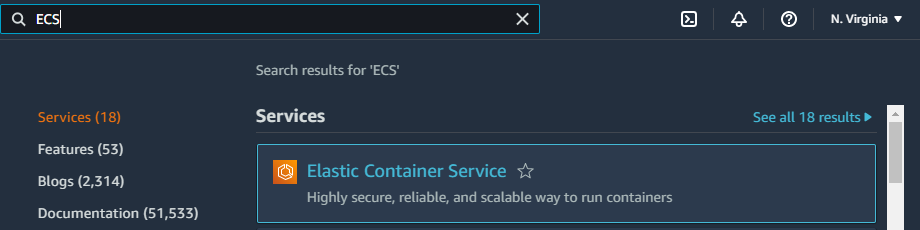 ECS
N. Virginia
Search results for 'ECS'
Services (18)
Features (53)
Blogs (2,314)
Documentation (51,533)
Services
See all 18 results
Elastic Container Service
Highly secure, reliable, and scalable way to run containers